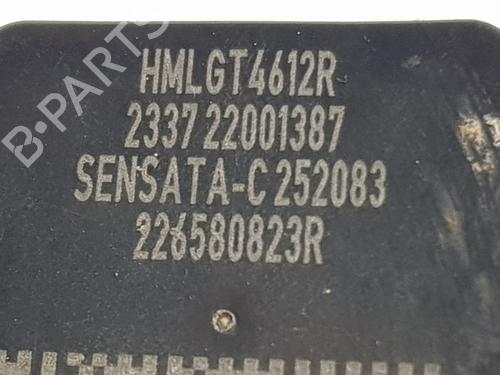 HMLGT4612R
2337 22001387
SENSATA-C 252083
226580823R
B-PARTS